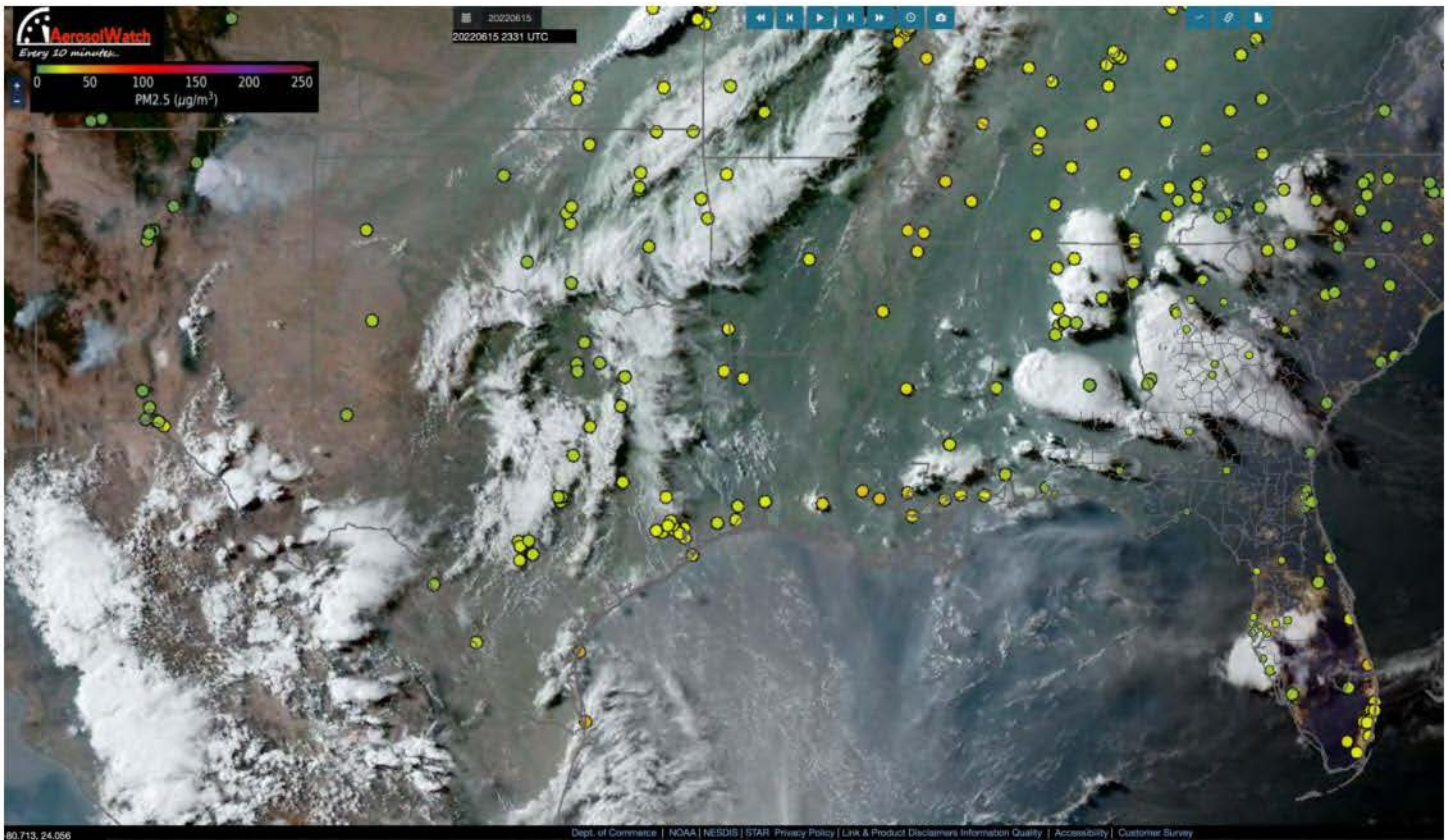 20220615
20220615 2331 UTC
AerosolWatch
Every 10 minutes...
0 50 100 150 200 250
PM2.5 (μg/m³)
+
-
-80.713, 24.056
Dept. of Commerce | NOAA | NESDIS | STAR Privacy Policy | Link & Product Disclaimers Information Quality | Accessibility | Customer Survey